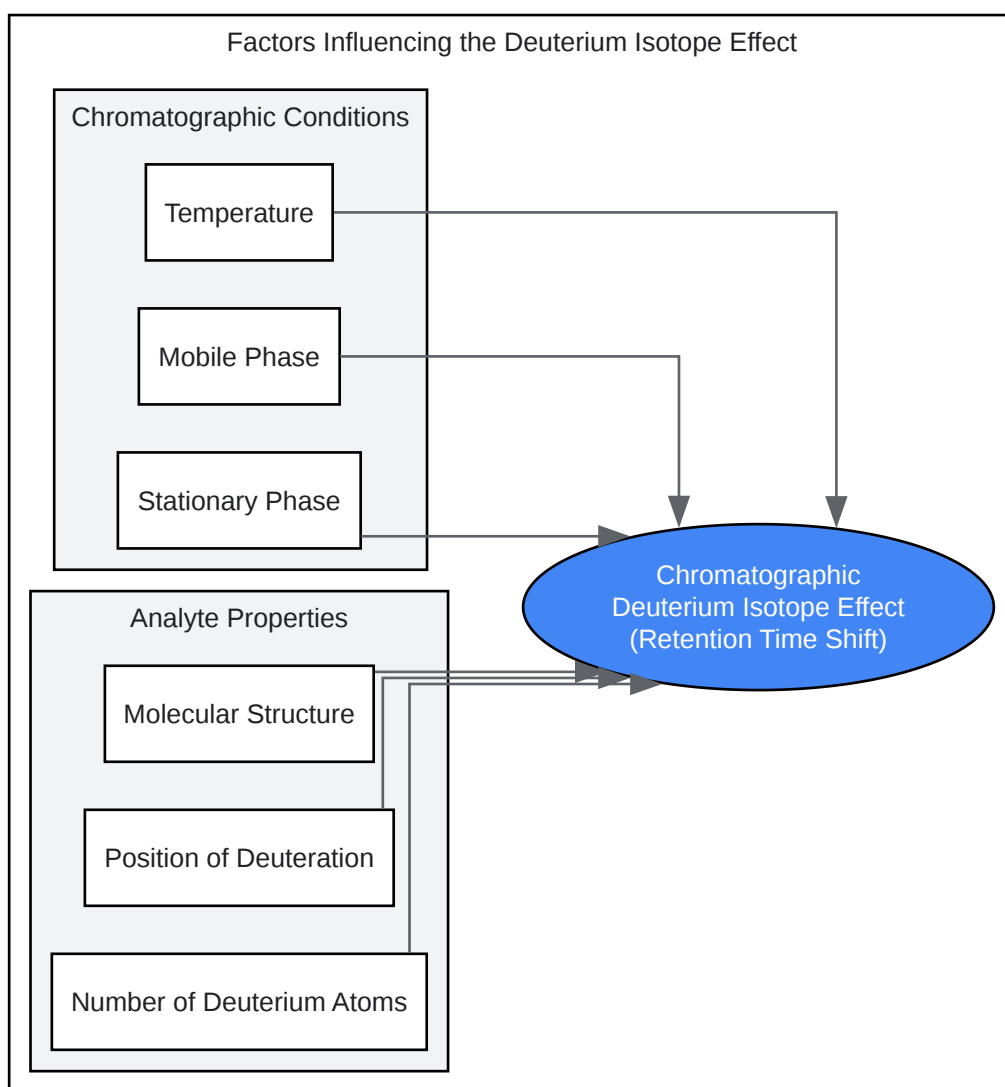 Factors Influencing the Deuterium Isotope Effect
Chromatographic Conditions
Temperature
Mobile Phase
Stationary Phase
Chromatographic
Deuterium Isotope Effect
(Retention Time Shift)
Analyte Properties
Molecular Structure
Position of Deuteration
Number of Deuterium Atoms